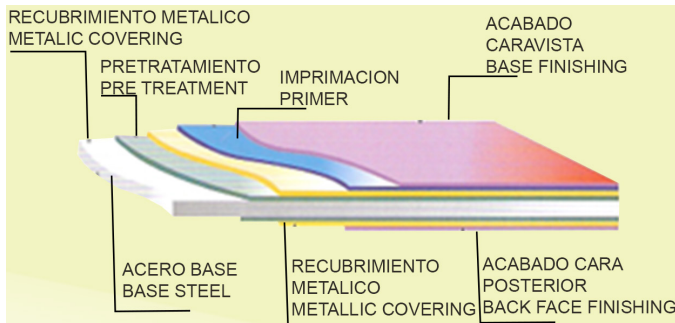 RECUBRIMIENTO METALICO
METALIC COVERING
PRETRATAMIENTO
PRE TREATMENT
IMPRIMACION
PRIMER
ACABADO
CARAVISTA
BASE FINISHING
ACERO BASE
BASE STEEL
RECUBRIMIENTO
METALICO
METALLIC COVERING
ACABADO CARA
POSTERIOR
BACK FACE FINISHING